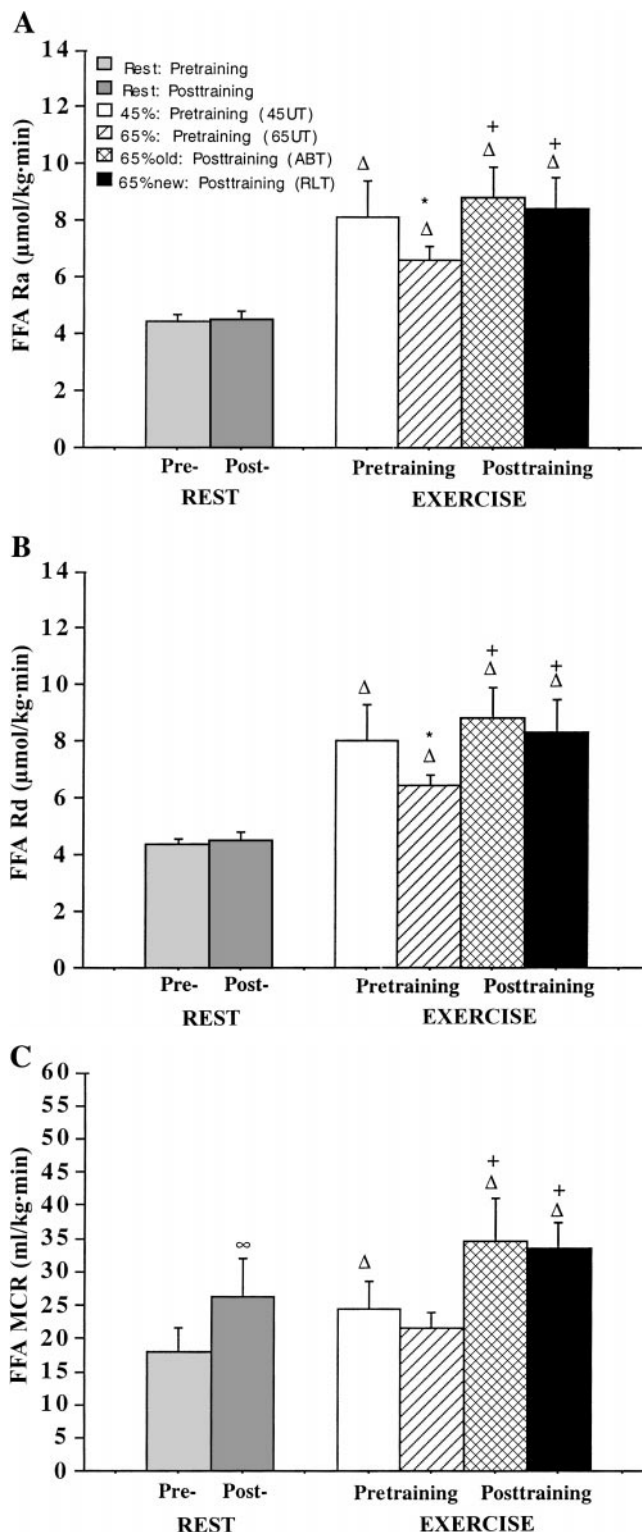 A
14
12
10
8
6
4
2
0
FFA Ra (µmol/kg·min)
Rest: Pretraining
Rest: Posttraining
45%: Pretraining (45UT)
65%: Pretraining (65UT)
65%old: Posttraining (ABT)
65%new: Posttraining (RLT)
Δ
*
Δ
+
Δ
+
Δ
Pre- Post- Pretraining Posttraining
REST EXERCISE
B
14
12
10
8
6
4
2
0
FFA Rd (µmol/kg·min)
Δ
*
Δ
+
Δ
+
Δ
Pre- Post- Pretraining Posttraining
REST EXERCISE
C
60
55
50
45
40
35
30
25
20
15
10
5
0
FFA MCR (ml/kg·min)
∞
Δ
+
Δ
+
Δ
Pre- Post- Pretraining Posttraining
REST EXERCISE